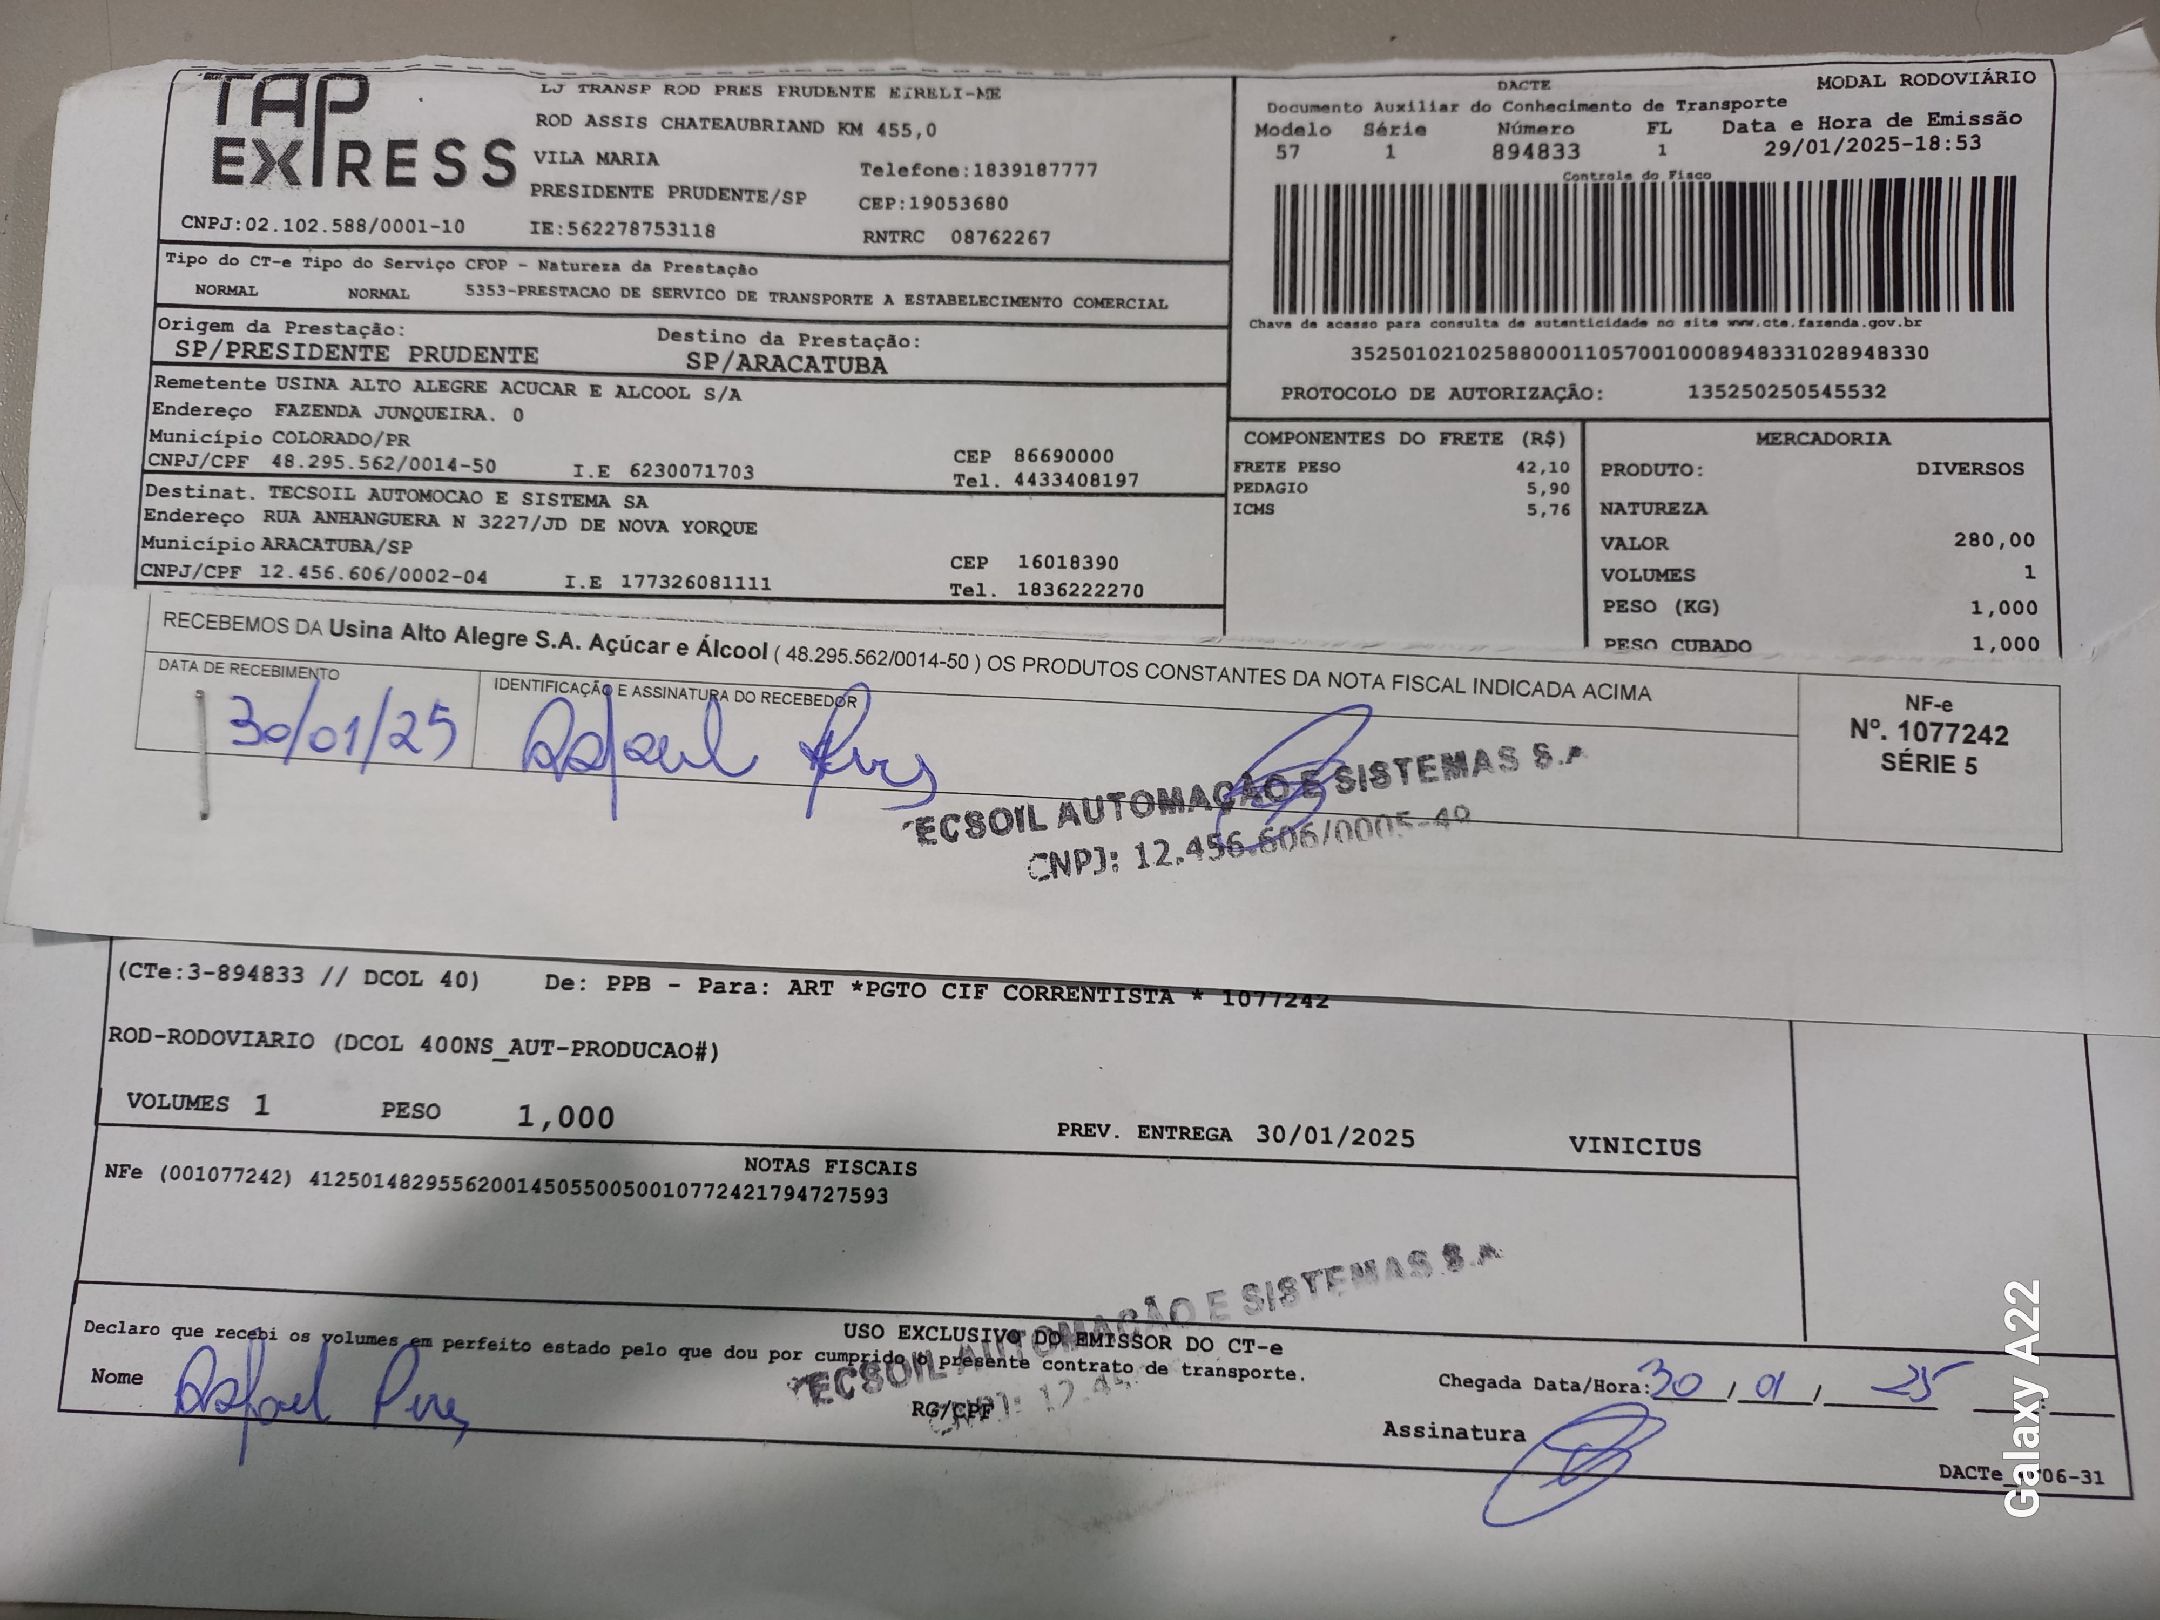 TAP EXPRESS
LJ TRANSP ROD PRES PRUDENTE EIRELI-ME
ROD ASSIS CHATEAUBRIAND KM 455,0
VILA MARIA
Telefone:1839187777
PRESIDENTE PRUDENTE/SP
CEP:19053680
CNPJ:02.102.588/0001-10
IE:562278753118
RNTRC 08762267
DACTE
MODAL RODOVIÁRIO
Documento Auxiliar do Conhecimento de Transporte
Modelo Série Número FL Data e Hora de Emissão
57 1 894833 1 29/01/2025-18:53
Controle do Fisco
Chave de acesso para consulta de autenticidade no site www.cte.fazenda.gov.br
35250102102588000110570010008948331028948330
PROTOCOLO DE AUTORIZAÇÃO: 135250250545532
Tipo do CT-e Tipo do Serviço CFOP - Natureza da Prestação
NORMAL NORMAL 5353-PRESTACAO DE SERVICO DE TRANSPORTE A ESTABELECIMENTO COMERCIAL
Origem da Prestação: Destino da Prestação:
SP/PRESIDENTE PRUDENTE SP/ARACATUBA
Remetente USINA ALTO ALEGRE ACUCAR E ALCOOL S/A
Endereço FAZENDA JUNQUEIRA. 0
Município COLORADO/PR CEP 86690000
CNPJ/CPF 48.295.562/0014-50 I.E 6230071703 Tel. 4433408197
Destinat. TECSOIL AUTOMOCAO E SISTEMA SA
Endereço RUA ANHANGUERA N 3227/JD DE NOVA YORQUE
Município ARACATUBA/SP CEP 16018390
CNPJ/CPF 12.456.606/0002-04 I.E 177326081111 Tel. 1836222270
COMPONENTES DO FRETE (R$)
FRETE PESO 42,10
PEDAGIO 5,90
ICMS 5,76
MERCADORIA
PRODUTO: DIVERSOS
NATUREZA
VALOR 280,00
VOLUMES 1
PESO (KG) 1,000
PESO CUBADO 1,000
RECEBEMOS DA Usina Alto Alegre S.A. Açúcar e Álcool ( 48.295.562/0014-50 ) OS PRODUTOS CONSTANTES DA NOTA FISCAL INDICADA ACIMA
DATA DE RECEBIMENTO
IDENTIFICAÇÃO E ASSINATURA DO RECEBEDOR
30/01/25
Rafael
NF-e
Nº. 1077242
SÉRIE 5
ECSOIL AUTOMAÇÃO E SISTEMAS S.A
CNPJ: 12.456.606/0005-49
(CTe:3-894833 // DCOL 40) De: PPB - Para: ART *PGTO CIF CORRENTISTA * 1077242
ROD-RODOVIARIO (DCOL 400NS_AUT-PRODUCAO#)
VOLUMES 1 PESO 1,000 PREV. ENTREGA 30/01/2025 VINICIUS
NOTAS FISCAIS
NFe (001077242) 41250148295562001450550050010772421794727593
ECSOIL AUTOMAÇÃO E SISTEMAS S.A
CNPJ: 12.45
USO EXCLUSIVO DO EMISSOR DO CT-e
Declaro que recebi os volumes em perfeito estado pelo que dou por cumprido o presente contrato de transporte.
Nome Rafael
RG/CPF
Chegada Data/Hora: 30 / 01 / 25
Assinatura
Galaxy A22